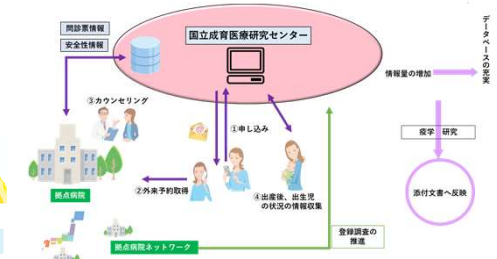 問診票情報
安全性情報
国立成育医療研究センター
データベースの充実
情報量の増加
③カウンセリング
①申し込み
疫学 研究
拠点病院
②外来予約取得
④出産後、出生児
の状況の情報収集
添付文書へ反映
登録調査の
推進
拠点病院ネットワーク